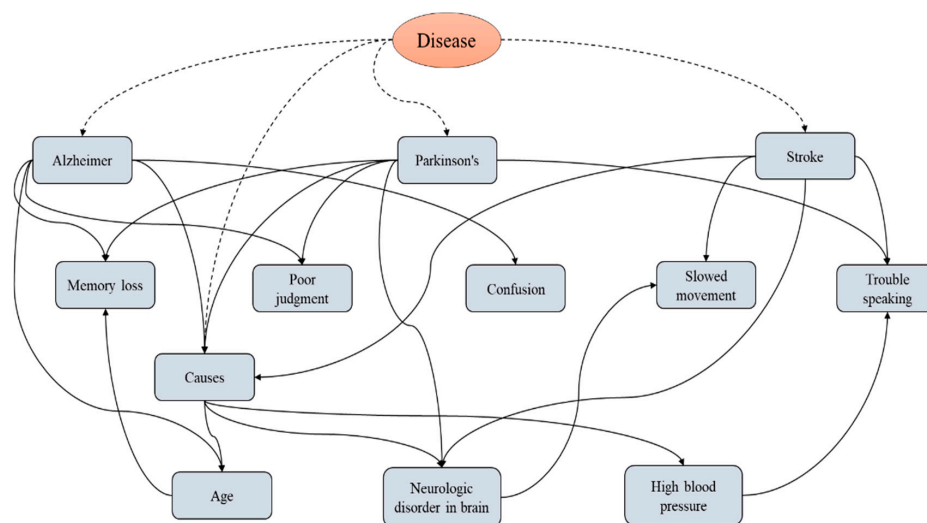 Disease
Alzheimer
Parkinson's
Stroke
Memory loss
Poor
judgment
Confusion
Slowed
movement
Trouble
speaking
Causes
Age
Neurologic
disorder in brain
High blood
pressure